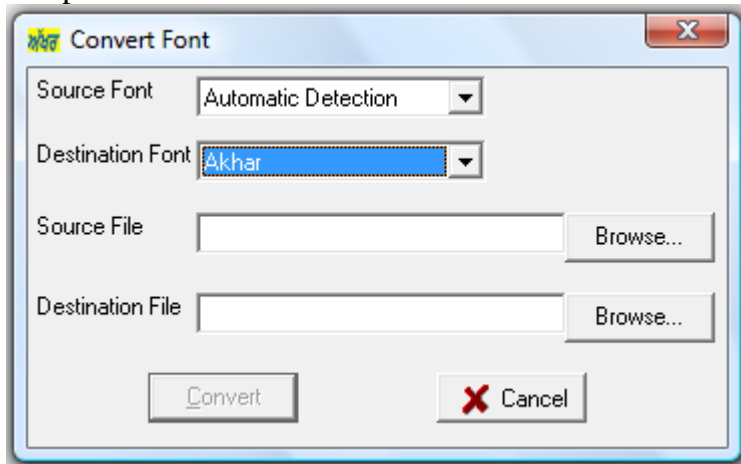 ਅੱਖਰ Convert Font
Source Font Automatic Detection
Destination Font Akhar
Source File Browse...
Destination File Browse...
Convert Cancel